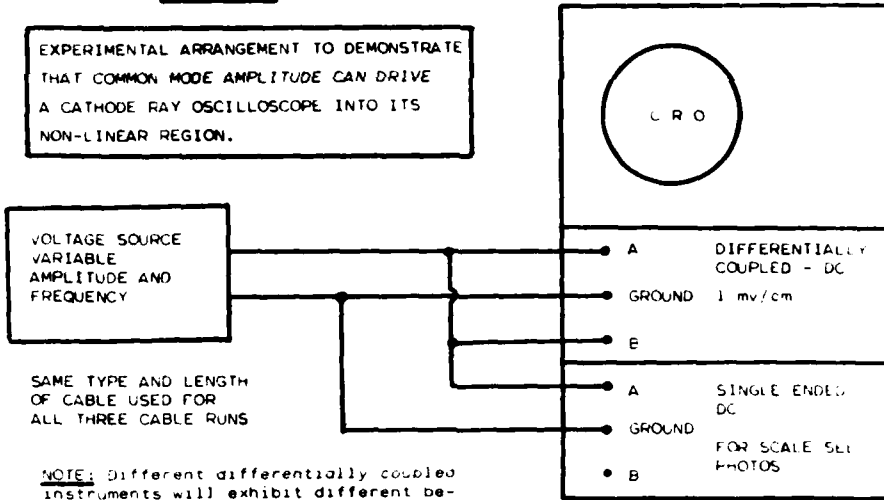 EXPERIMENTAL ARRANGEMENT TO DEMONSTRATE
THAT COMMON MODE AMPLITUDE CAN DRIVE
A CATHODE RAY OSCILLOSCOPE INTO ITS
NON-LINEAR REGION.
C R O
VOLTAGE SOURCE
VARIABLE
AMPLITUDE AND
FREQUENCY
A DIFFERENTIALLY
COUPLED - DC
GROUND 1 mv/cm
B
SAME TYPE AND LENGTH
OF CABLE USED FOR
ALL THREE CABLE RUNS
A SINGLE ENDED
DC
GROUND
FOR SCALE SEE
PHOTOS
B
NOTE: Different differentially coupled
instruments will exhibit different be-